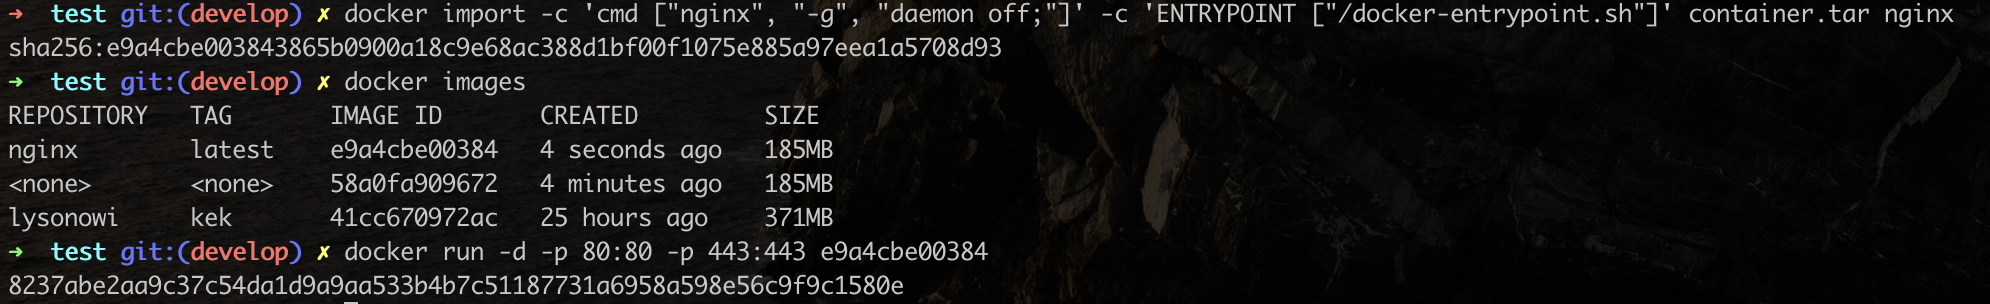 ➜  test git:(develop) ✗ docker import -c 'cmd ["nginx", "-g", "daemon off;"]' -c 'ENTRYPOINT ["/docker-entrypoint.sh"]' container.tar nginx
sha256:e9a4cbe003843865b0900a18c9e68ac388d1bf00f1075e885a97eea1a5708d93
➜  test git:(develop) ✗ docker images
REPOSITORY   TAG       IMAGE ID       CREATED         SIZE
nginx        latest    e9a4cbe00384   4 seconds ago   185MB
<none>       <none>    58a0fa909672   4 minutes ago   185MB
lysonowi     kek       41cc670972ac   25 hours ago    371MB
➜  test git:(develop) ✗ docker run -d -p 80:80 -p 443:443 e9a4cbe00384
8237abe2aa9c37c54da1d9a9aa533b4b7c51187731a6958a598e56c9f9c1580e